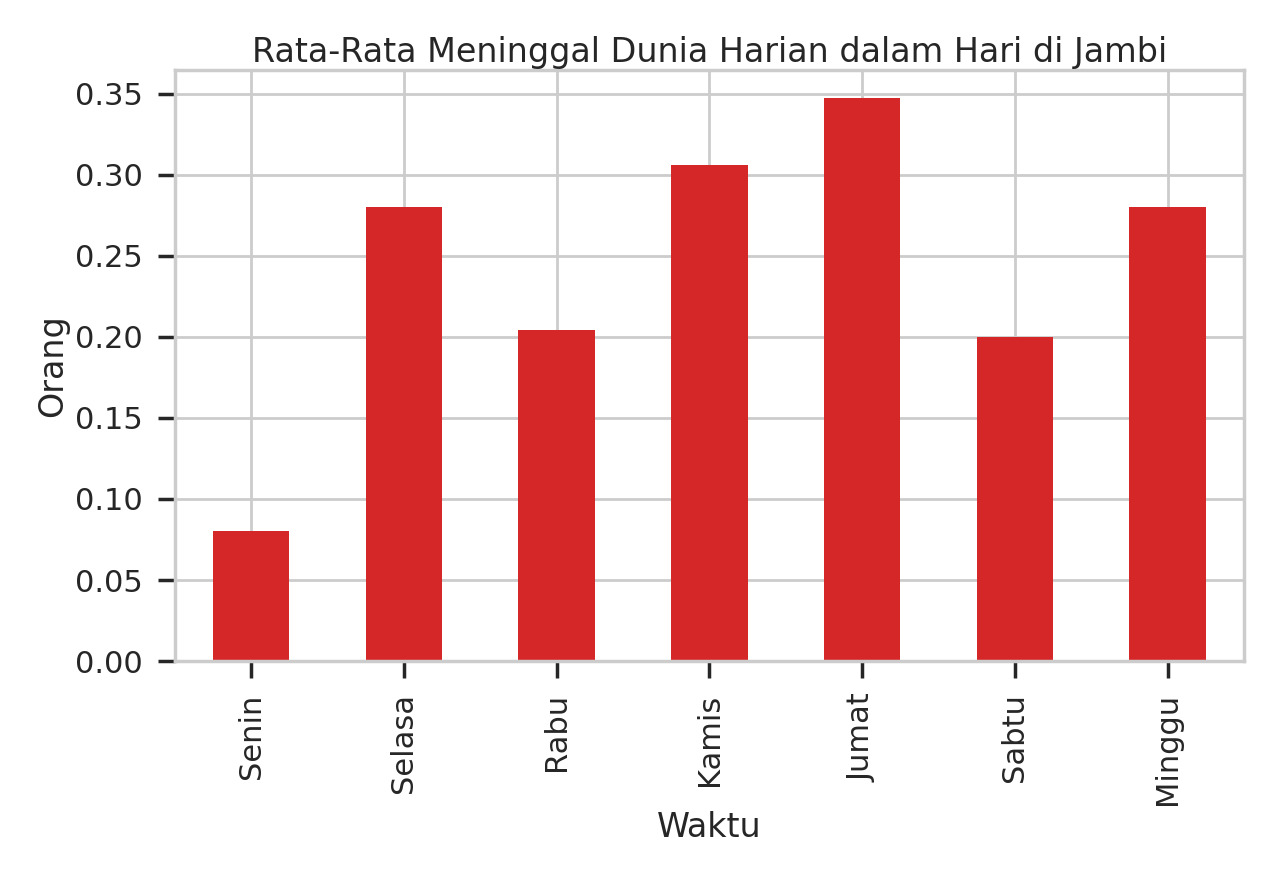 Rata-Rata Meninggal Dunia Harian dalam Hari di Jambi
0.35
0.30
0.25
0.20
0.15
0.10
0.05
0.00
Orang
Senin
Selasa
Rabu
Kamis
Jumat
Sabtu
Minggu
Waktu